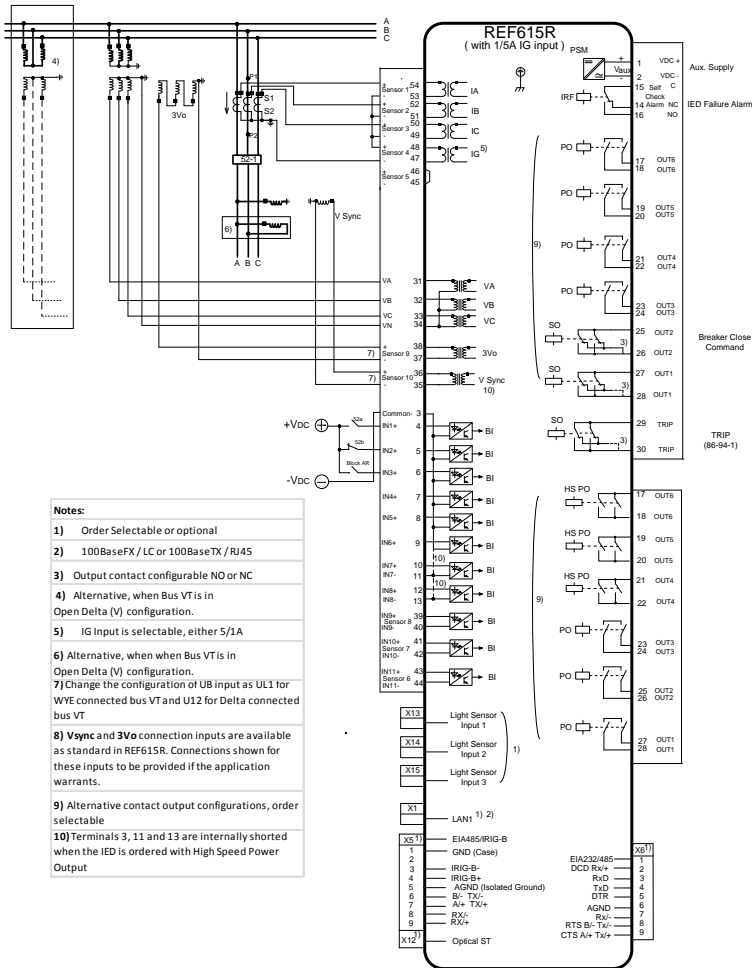 REF615R
( with 1/5A IG input )
PSM
A
B
C
4)
3Vo
P1
S1
S2
P2
52-1
6)
A B C
V Sync
+
Sensor 1
-
+
Sensor 2
-
+
Sensor 3
-
+
Sensor 4
-
+
Sensor 5
-
54
53
52
51
50
49
48
47
46
45
IA
IB
IC
IG 5)
VA
VB
VC
VN
31
32
33
34
VA
VB
VC
7) + Sensor 9 -
38
37
3Vo
7) + Sensor 10 -
36
35
V Sync
10)
+VDC
-VDC
52a
52b
Block AR
Common- 3
IN1+ 4 BI
IN2+ 5 BI
IN3+ 6 BI
IN4+ 7 BI
IN5+ 8 BI
IN6+ 9 BI
10)
IN7+ 10
IN7- 11 BI
10)
IN8+ 12
IN8- 13 BI
IN9+ 39
Sensor 8
IN9- 40
BI
IN10+ 41
Sensor 7
IN10- 42
BI
IN11+ 43
Sensor 6
IN11- 44
BI
X13 Light Sensor
Input 1
X14 Light Sensor
Input 2
X15 Light Sensor
Input 3
1)
X1
LAN1 1) 2)
X5 1) EIA485/IRIG-B
1 GND (Case)
2
3 IRIG-B-
4 IRIG-B+
5 AGND (Isolated Ground)
6 B/- TX/-
7 A/+ TX/+
8 RX/-
9 RX/+
X12 1) Optical ST
+
Vaux
-
1 VDC +
2 VDC -
Aux. Supply
IRF
15 Self C
Check
14 Alarm NC
16 NO
IED Failure Alarm
9)
PO
17 OUT6
18 OUT6
PO
19 OUT5
20 OUT5
PO
21 OUT4
22 OUT4
PO
23 OUT3
24 OUT3
SO
25 OUT2
3)
26 OUT2
Breaker Close
Command
SO
27 OUT1
3)
28 OUT1
SO
29 TRIP
3)
30 TRIP
TRIP
(86-94-1)
9)
HS PO
17 OUT6
18 OUT6
HS PO
19 OUT5
20 OUT5
HS PO
21 OUT4
22 OUT4
PO
23 OUT3
24 OUT3
PO
25 OUT2
26 OUT2
PO
27 OUT1
28 OUT1
X6 1)
EIA232/485 1
DCD Rx/+ 2
RxD 3
TxD 4
DTR 5
AGND 6
Rx/- 7
RTS B/- Tx/- 8
CTS A/+ Tx/+ 9
Notes:
1) Order Selectable or optional
2) 100BaseFX / LC or 100BaseTX / RJ45
3) Output contact configurable NO or NC
4) Alternative, when Bus VT is in
Open Delta (V) configuration.
5) IG Input is selectable, either 5/1A
6) Alternative, when when Bus VT is in
Open Delta (V) configuration.
7) Change the configuration of UB input as UL1 for
WYE connected bus VT and U12 for Delta connected
bus VT
8) Vsync and 3Vo connection inputs are available
as standard in REF615R. Connections shown for
these inputs to be provided if the application
warrants.
9) Alternative contact output configurations, order
selectable
10) Terminals 3, 11 and 13 are internally shorted
when the IED is ordered with High Speed Power
Output